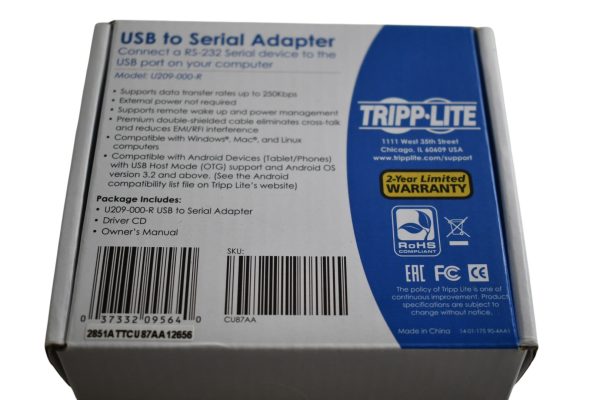 USB to Serial Adapter
Connect a RS-232 Serial device to the
USB port on your computer
Model: U209-000-R
• Supports data transfer rates up to 250Kbps
• External power not required
• Supports remote wake up and power management
• Premium double-shielded cable eliminates cross-talk
and reduces EMI/RFI interference
• Compatible with Windows®, Mac®, and Linux
computers
• Compatible with Android Devices (Tablet/Phones)
with USB Host Mode (OTG) support and Android OS
version 3.2 and above. (See the Android
compatibility list file on Tripp Lite's website)
Package Includes:
• U209-000-R USB to Serial Adapter
• Driver CD
• Owner's Manual
0 37332 09564 0
2851ATTCU87AA12656
SKU:
CU87AA
TRIPP·LITE
1111 West 35th Street
Chicago, IL 60609 USA
www.tripplite.com/support
2-Year Limited
WARRANTY
RoHS
COMPLIANT
EAC FC CE
The policy of Tripp Lite is one of
continuous improvement. Product
specifications are subject to
change without notice.
Made in China